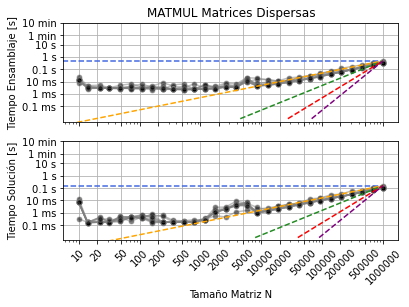 MATMUL Matrices Dispersas
Tiempo Ensamblaje [s]
10 min
1 min
10 s
1 s
0.1 s
10 ms
1 ms
0.1 ms
Tiempo Solución [s]
10 min
1 min
10 s
1 s
0.1 s
10 ms
1 ms
0.1 ms
10 20 50 100 200 500 1000 2000 5000 10000 20000 50000 100000 200000 500000 1000000
Tamaño Matriz N